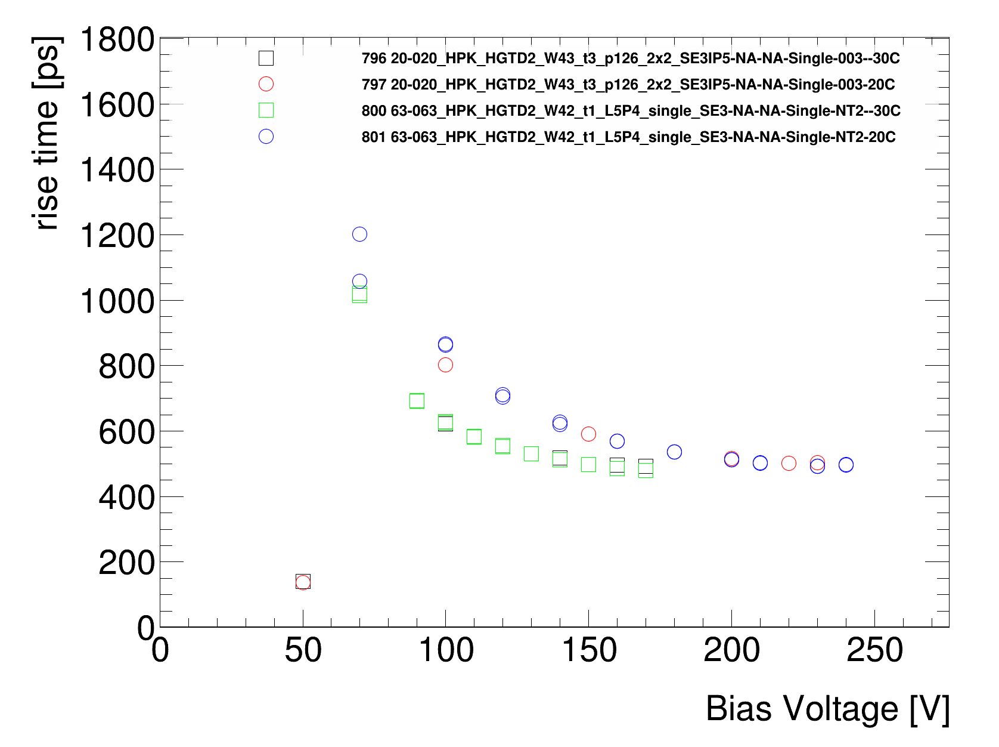 rise time [ps]
1800
1600
1400
1200
1000
800
600
400
200
0
796 20-020_HPK_HGTD2_W43_t3_p126_2x2_SE3IP5-NA-NA-Single-003--30C
797 20-020_HPK_HGTD2_W43_t3_p126_2x2_SE3IP5-NA-NA-Single-003-20C
800 63-063_HPK_HGTD2_W42_t1_L5P4_single_SE3-NA-NA-Single-NT2--30C
801 63-063_HPK_HGTD2_W42_t1_L5P4_single_SE3-NA-NA-Single-NT2-20C
0 50 100 150 200 250
Bias Voltage [V]